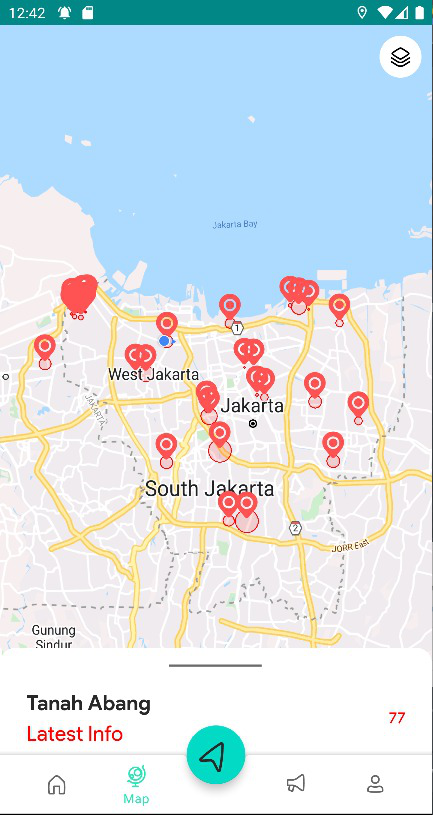 12:42
Jakarta Bay
1
West Jakarta
JAKARTA
Jakarta
South Jakarta
2
JORR East
Gunung
Sindur
Tanah Abang
77
Latest Info
Map